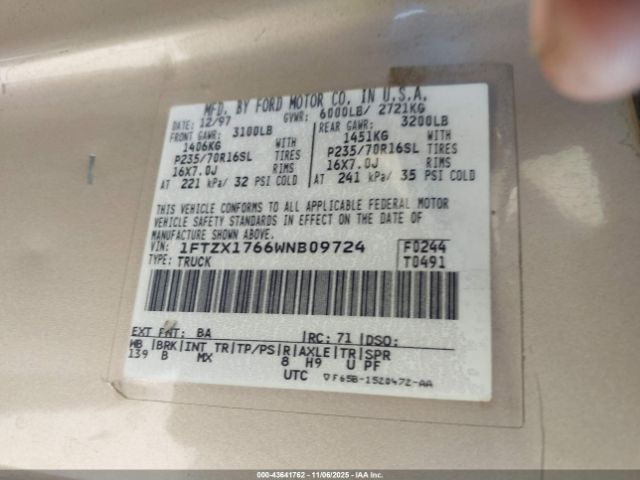 MFD. BY FORD MOTOR CO. IN U.S.A.
DATE: 12/97 GVWR: 6000LB/ 2721KG
FRONT GAWR: 3100LB REAR GAWR: 3200LB
1406KG WITH 1451KG WITH
P235/70R16SL TIRES P235/70R16SL TIRES
16X7.0J RIMS 16X7.0J RIMS
AT 221 kPa/ 32 PSI COLD AT 241 kPa/ 35 PSI COLD
THIS VEHICLE CONFORMS TO ALL APPLICABLE FEDERAL MOTOR
VEHICLE SAFETY STANDARDS IN EFFECT ON THE DATE OF
MANUFACTURE SHOWN ABOVE.
VIN: 1FTZX1766WNB09724 F0244
TYPE: TRUCK T0491
EXT PNT: BA RC: 71 DSO:
WB BRK INT TR TP/PS R AXLE TR SPR
139 B MX 8 H9 U PF
UTC F65B-1520472-AA
000-43641762 - 11/06/2025 - IAA Inc.